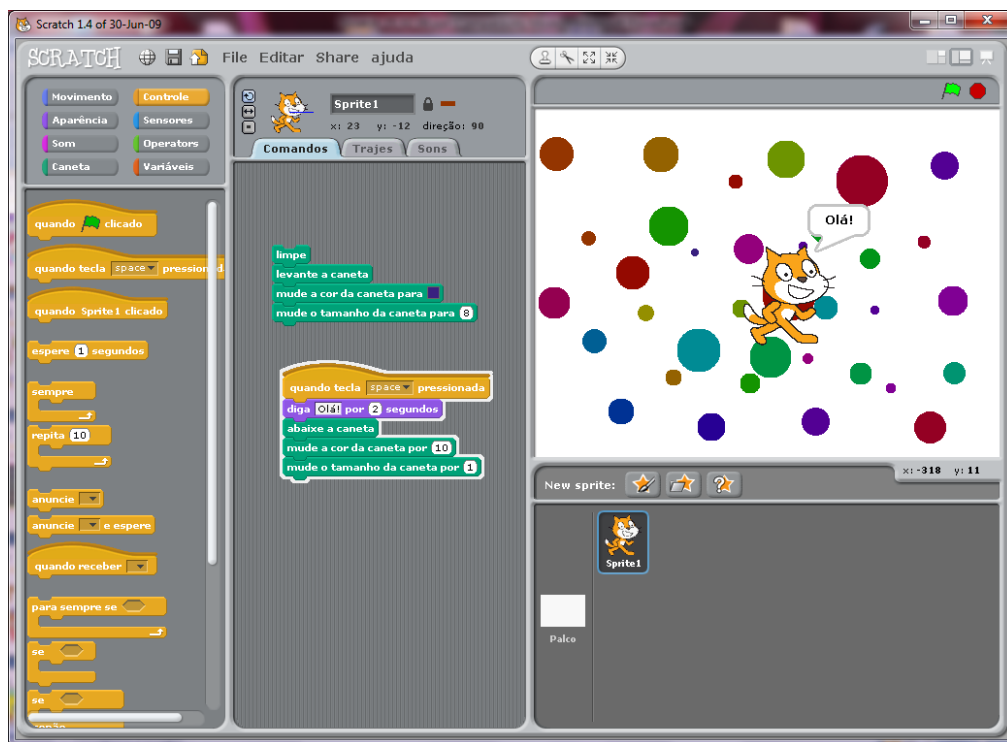 Scratch 1.4 of 30-Jun-09
SCRATCH File Editar Share ajuda
Movimento Controle
Aparência Sensores
Som Operators
Caneta Variáveis
quando clicado
quando tecla space pressionada
quando Sprite1 clicado
espere 1 segundos
sempre
repita 10
anuncie
anuncie e espere
quando receber
para sempre se
se
se
senão
Sprite1
x: 23 y: -12 direção: 90
Comandos Trajes Sons
limpe
levante a caneta
mude a cor da caneta para
mude o tamanho da caneta para 8
quando tecla space pressionada
diga Olá! por 2 segundos
abaixe a caneta
mude a cor da caneta por 10
mude o tamanho da caneta por 1
Olá!
x: -318 y: 11
New sprite:
Sprite1
Palco